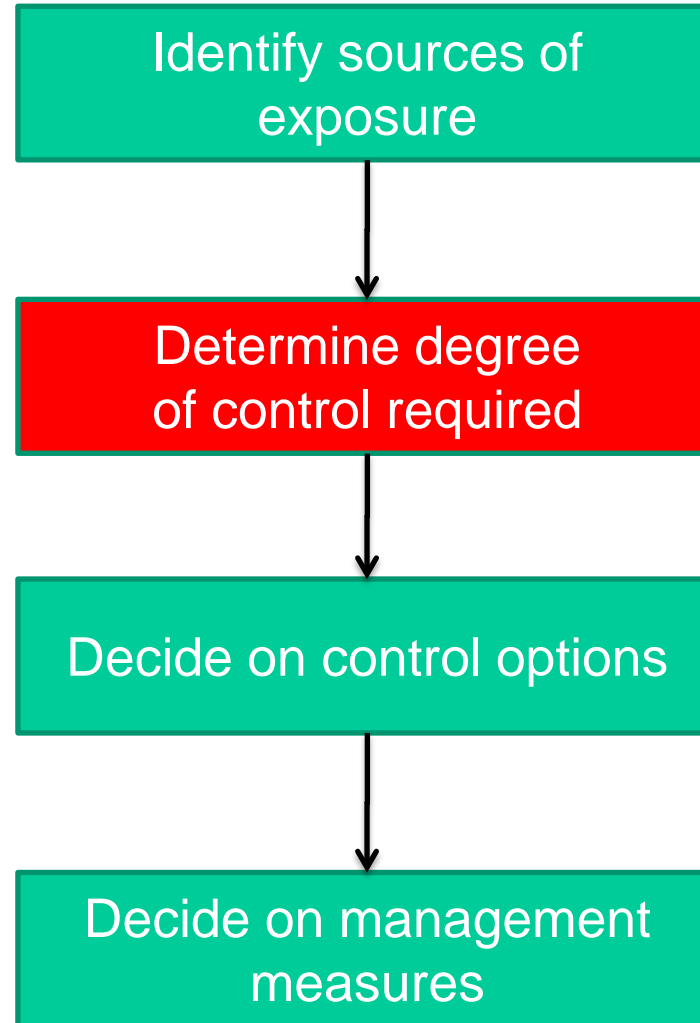 Identify sources of
exposure
Determine degree
of control required
Decide on control options
Decide on management
measures